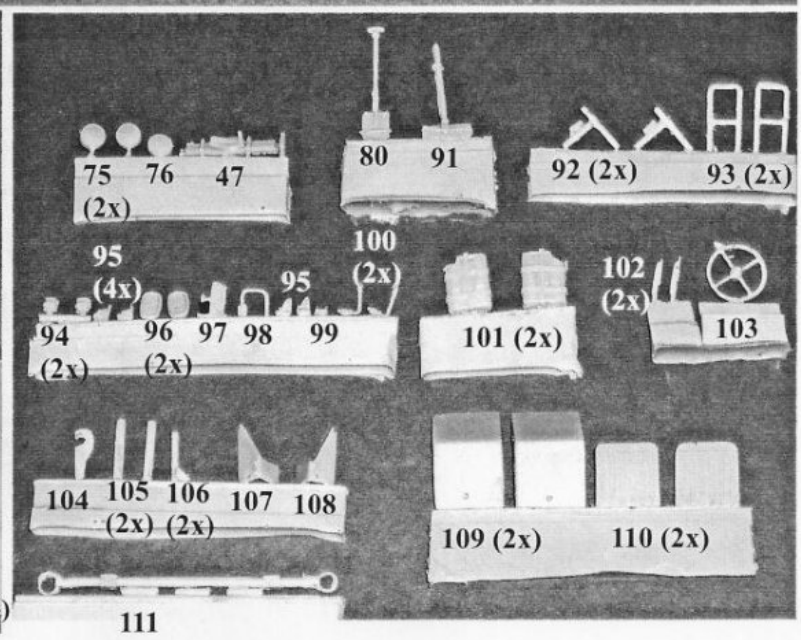 80 91
92 (2x) 93 (2x)
75 76 47
(2x)
95
(4x)
100
(2x)
95
94 96 97 98 99
(2x) (2x)
101 (2x)
102
(2x)
103
104 105 106 107 108
(2x) (2x)
109 (2x) 110 (2x)
111
)